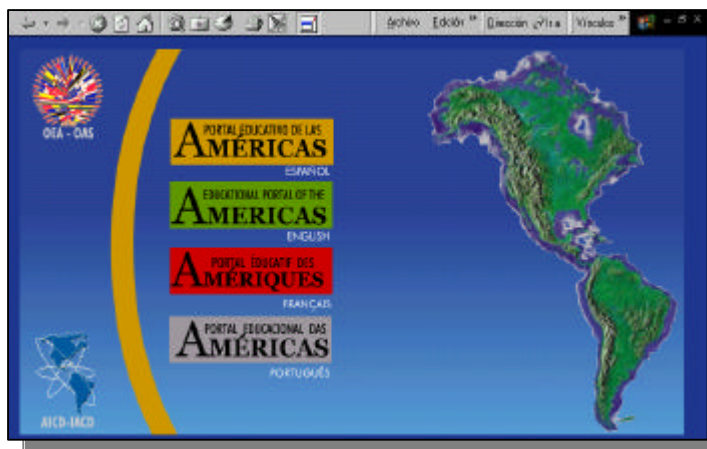 Archivo Edición » Dirección Vista Vínculos »
OEA - OAS
PORTAL EDUCATIVO DE LAS
AMÉRICAS
ESPAÑOL
EDUCATIONAL PORTAL OF THE
AMERICAS
ENGLISH
PORTAL EDUCATIF DES
AMÉRIQUES
FRANÇAIS
PORTAL EDUCACIONAL DAS
AMÉRICAS
PORTUGUÊS
AICD-IACD